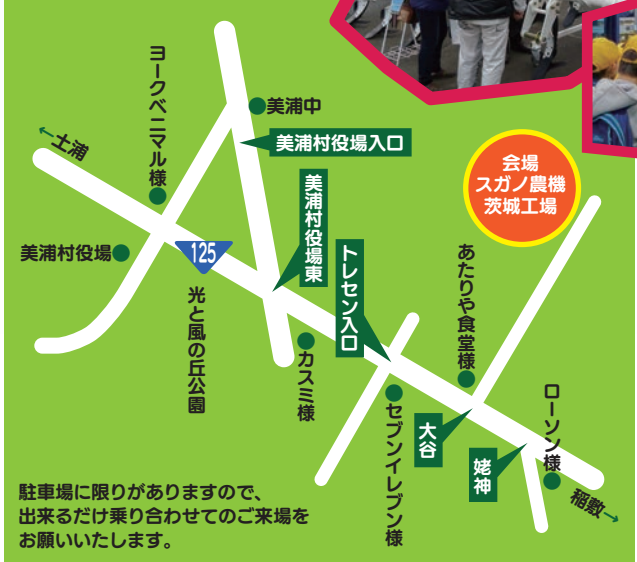 ヨークベニマル様
美浦中
←土浦
美浦村役場入口
会場
スガノ農機
茨城工場
美浦村役場東
美浦村役場
125
トレセン入口
あたりや食堂様
光と風の丘公園
カスミ様
セブンイレブン様
大谷
姥神
ローソン様
稲敷→
駐車場に限りがありますので、
出来るだけ乗り合わせてのご来場を
お願いいたします。